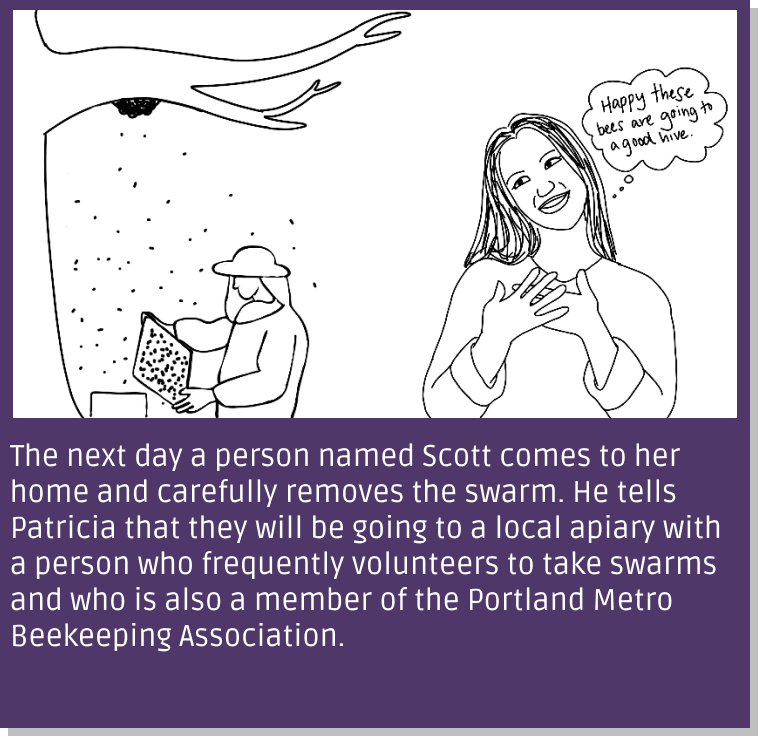 Happy these
bees are going to
a good hive.
The next day a person named Scott comes to her
home and carefully removes the swarm. He tells
Patricia that they will be going to a local apiary with
a person who frequently volunteers to take swarms
and who is also a member of the Portland Metro
Beekeeping Association.